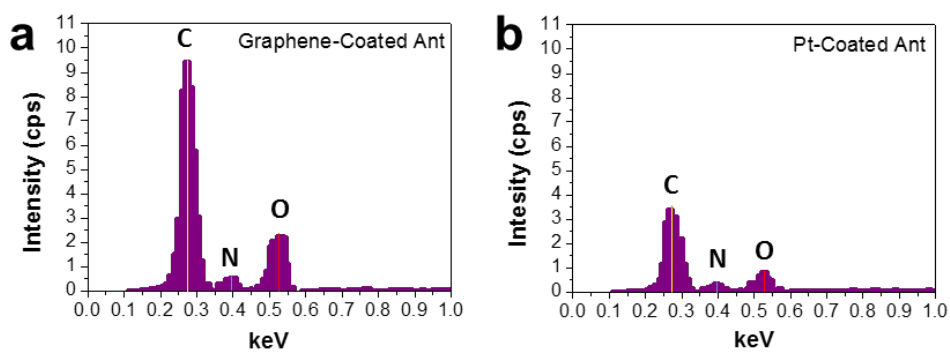 a
Graphene-Coated Ant
C
N
O
Intensity (cps)
11
10
9
8
7
6
5
4
3
2
1
0
0.0 0.1 0.2 0.3 0.4 0.5 0.6 0.7 0.8 0.9 1.0
keV
b
Pt-Coated Ant
C
N
O
Intesity (cps)
11
10
9
8
7
6
5
4
3
2
1
0
0.0 0.1 0.2 0.3 0.4 0.5 0.6 0.7 0.8 0.9 1.0
keV